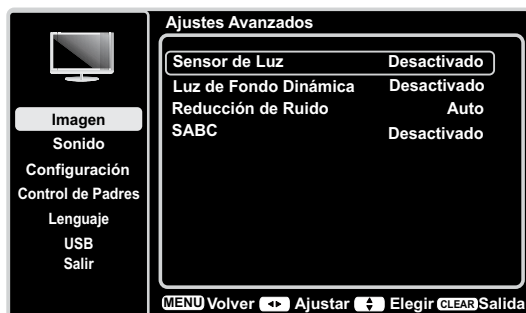 Ajustes Avanzados
Sensor de Luz Desactivado
Luz de Fondo Dinámica Desactivado
Reducción de Ruido Auto
SABC Desactivado
Imagen
Sonido
Configuración
Control de Padres
Lenguaje
USB
Salir
MENU Volver Ajustar Elegir CLEAR Salida